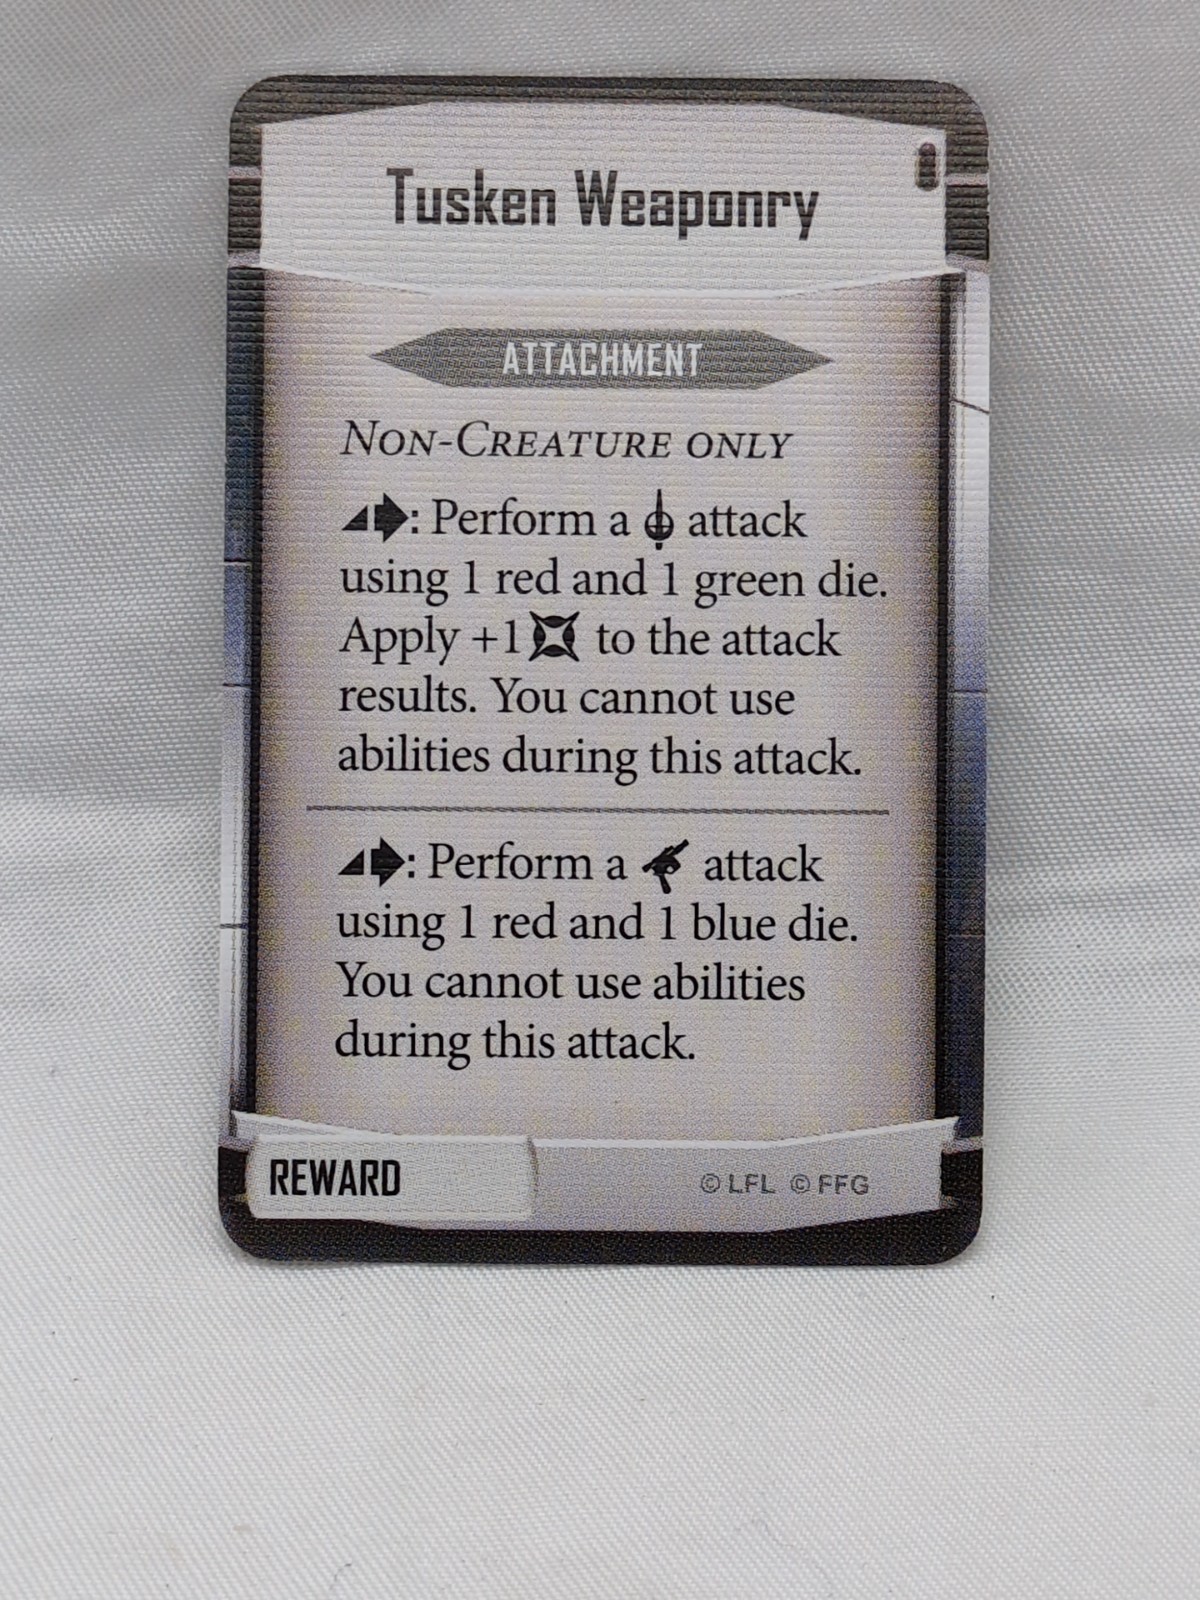 Tusken Weaponry
ATTACHMENT
NON-CREATURE ONLY
: Perform a attack
using 1 red and 1 green die.
Apply +1 to the attack
results. You cannot use
abilities during this attack.
: Perform a attack
using 1 red and 1 blue die.
You cannot use abilities
during this attack.
REWARD
© LFL © FFG